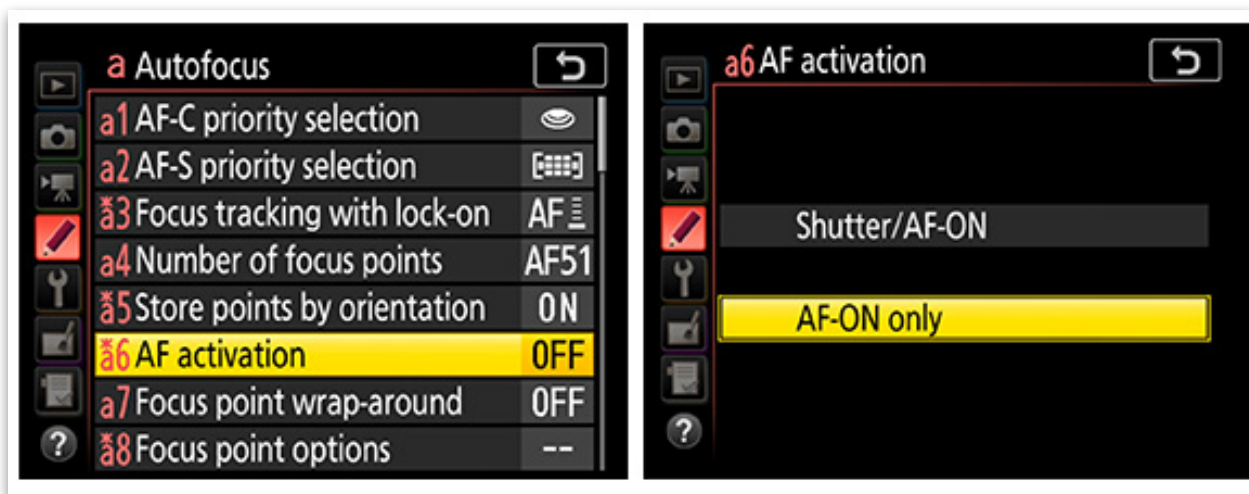 a Autofocus
a1 AF-C priority selection
a2 AF-S priority selection
*a3 Focus tracking with lock-on AF
a4 Number of focus points AF51
*a5 Store points by orientation ON
*a6 AF activation OFF
a7 Focus point wrap-around OFF
*a8 Focus point options --
?
a6 AF activation
Shutter/AF-ON
AF-ON only
?